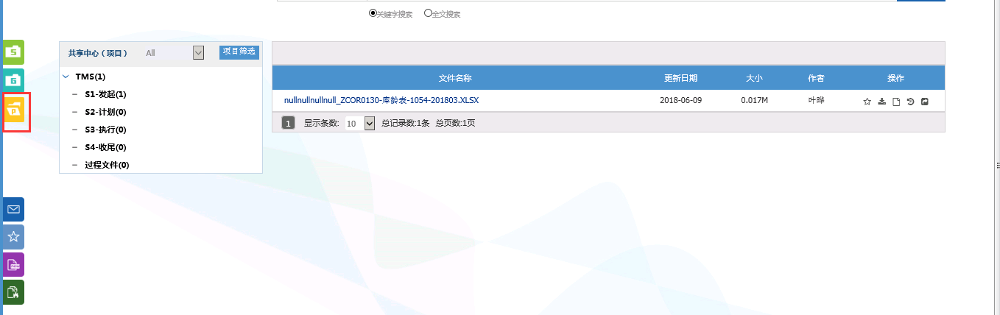 关键字搜索 全文搜索
共享中心（项目） All 项目筛选
TMS(1)
S1-发起(1)
S2-计划(0)
S3-执行(0)
S4-收尾(0)
过程文件(0)
文件名称 更新日期 大小 作者 操作
nullnullnullnull_ZCOR0130-库龄表-1054-201803.XLSX 2018-06-09 0.017M 叶晔
1 显示条数: 10 总记录数:1条 总页数:1页
S
G
P